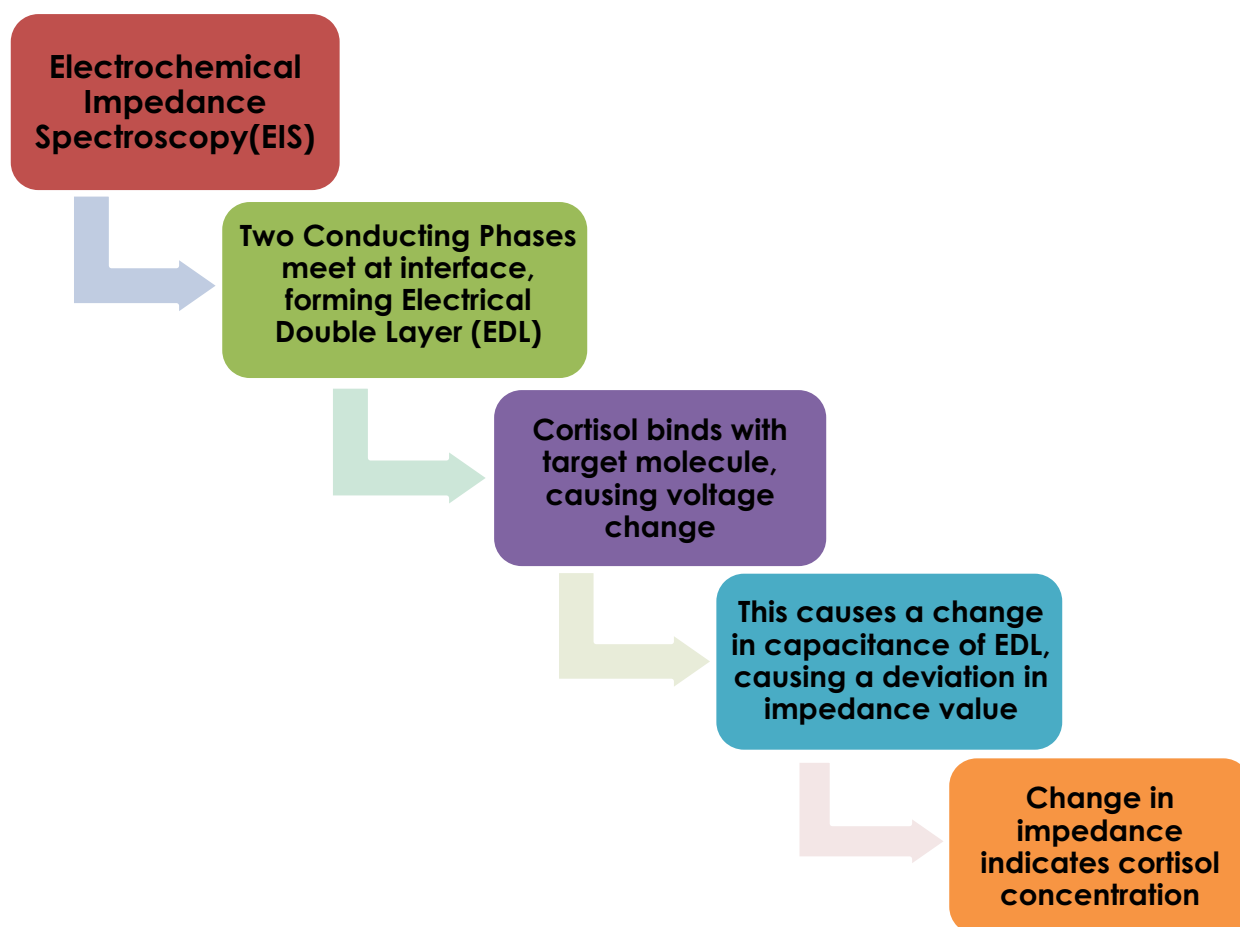 Electrochemical
Impedance
Spectroscopy(EIS)
Two Conducting Phases
meet at interface,
forming Electrical
Double Layer (EDL)
Cortisol binds with
target molecule,
causing voltage
change
This causes a change
in capacitance of EDL,
causing a deviation in
impedance value
Change in
impedance
indicates cortisol
concentration